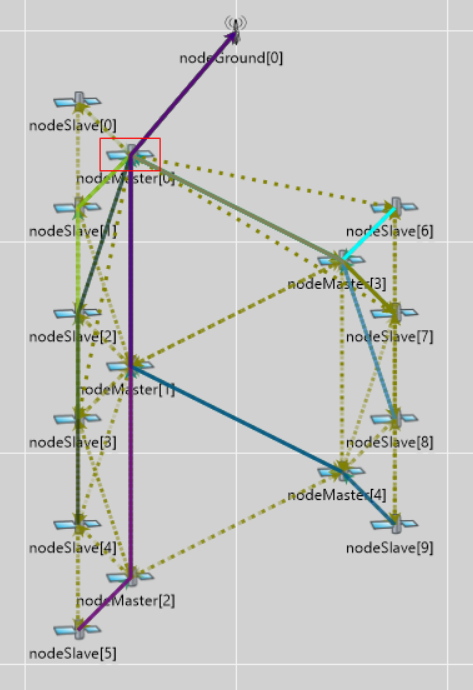 nodeGround[0]
nodeSlave[0]
nodeMaster[0]
nodeSlave[1]
nodeSlave[6]
nodeMaster[3]
nodeSlave[2]
nodeSlave[7]
nodeMaster[1]
nodeSlave[3]
nodeSlave[8]
nodeMaster[4]
nodeSlave[4]
nodeSlave[9]
nodeMaster[2]
nodeSlave[5]